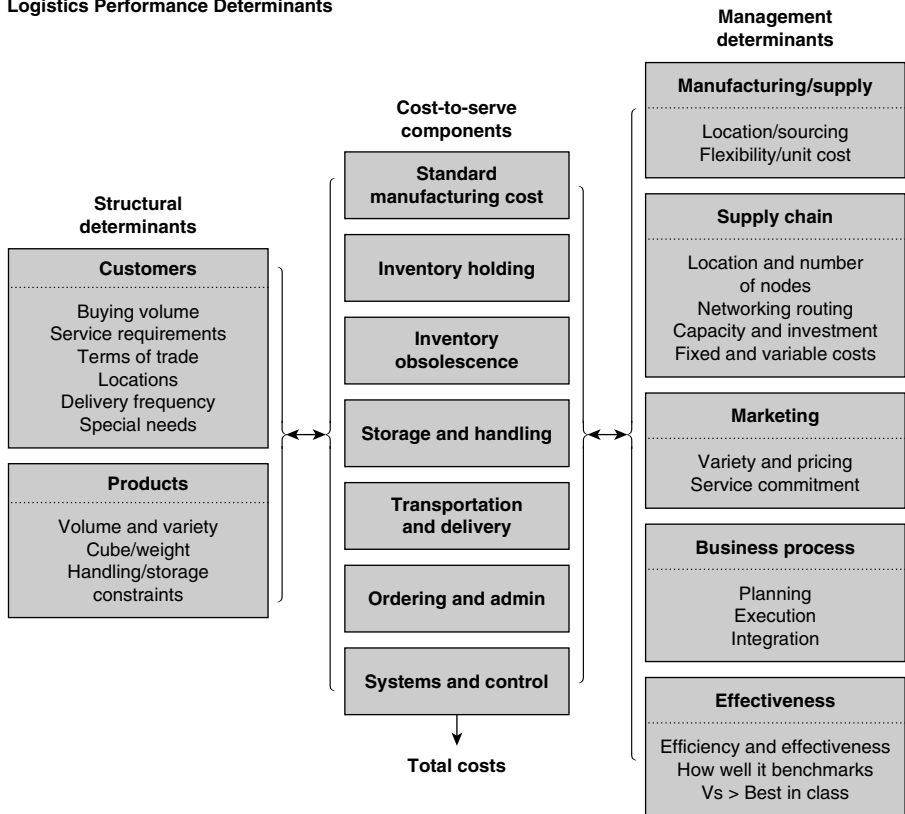 Logistics Performance Determinants
Structural
determinants
Customers
Buying volume
Service requirements
Terms of trade
Locations
Delivery frequency
Special needs
Products
Volume and variety
Cube/weight
Handling/storage
constraints
Cost-to-serve
components
Standard
manufacturing cost
Inventory holding
Inventory
obsolescence
Storage and handling
Transportation
and delivery
Ordering and admin
Systems and control
Total costs
Management
determinants
Manufacturing/supply
Location/sourcing
Flexibility/unit cost
Supply chain
Location and number
of nodes
Networking routing
Capacity and investment
Fixed and variable costs
Marketing
Variety and pricing
Service commitment
Business process
Planning
Execution
Integration
Effectiveness
Efficiency and effectiveness
How well it benchmarks
Vs > Best in class